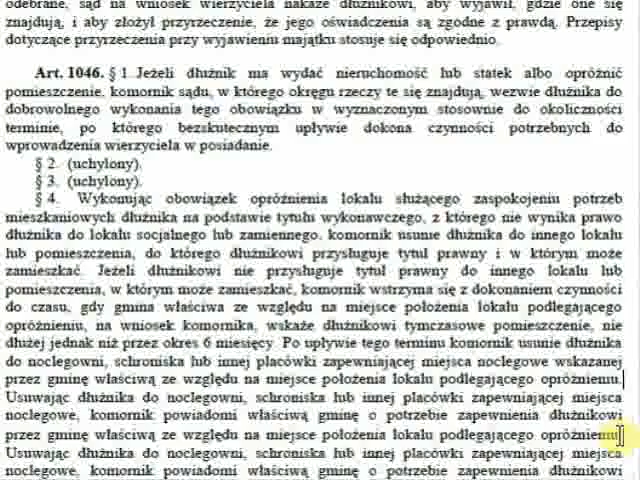 odebrane, sąd na wniosek wierzyciela nakaże dłużnikowi, aby wyjawił, gdzie one się
znajdują, i aby złożył przyrzeczenie, że jego oświadczenia są zgodne z prawdą. Przepisy
dotyczące przyrzeczenia przy wyjawieniu majątku stosuje się odpowiednio.
Art. 1046. § 1 Jeżeli dłużnik ma wydać nieruchomość lub statek albo opróżnić
pomieszczenie, komornik sądu, w którego okręgu rzeczy te się znajdują, wezwie dłużnika do
dobrowolnego wykonania tego obowiązku w wyznaczonym stosownie do okoliczności
terminie, po którego bezskutecznym upływie dokona czynności potrzebnych do
wprowadzenia wierzyciela w posiadanie.
§ 2. (uchylony).
§ 3. (uchylony).
§ 4. Wykonując obowiązek opróżnienia lokalu służącego zaspokojeniu potrzeb
mieszkaniowych dłużnika na podstawie tytułu wykonawczego, z którego nie wynika prawo
dłużnika do lokalu socjalnego lub zamiennego, komornik usunie dłużnika do innego lokalu
lub pomieszczenia, do którego dłużnikowi przysługuje tytuł prawny i w którym może
zamieszkać. Jeżeli dłużnikowi nie przysługuje tytuł prawny do innego lokalu lub
pomieszczenia, w którym może zamieszkać, komornik wstrzyma się z dokonaniem czynności
do czasu, gdy gmina właściwa ze względu na miejsce położenia lokalu podlegającego
opróżnieniu, na wniosek komornika, wskaże dłużnikowi tymczasowe pomieszczenie, nie
dłużej jednak niż przez okres 6 miesięcy. Po upływie tego terminu komornik usunie dłużnika
do noclegowni, schroniska lub innej placówki zapewniającej miejsca noclegowe wskazanej
przez gminę właściwą ze względu na miejsce położenia lokalu podlegającego opróżnieniu.
Usuwając dłużnika do noclegowni, schroniska lub innej placówki zapewniającej miejsca
noclegowe, komornik powiadomi właściwą gminę o potrzebie zapewnienia dłużnikowi
przez gminę właściwą ze względu na miejsce położenia lokalu podlegającego opróżnieniu.
Usuwając dłużnika do noclegowni, schroniska lub innej placówki zapewniającej miejsca
noclegowe, komornik powiadomi właściwą gminę o potrzebie zapewnienia dłużnikowi